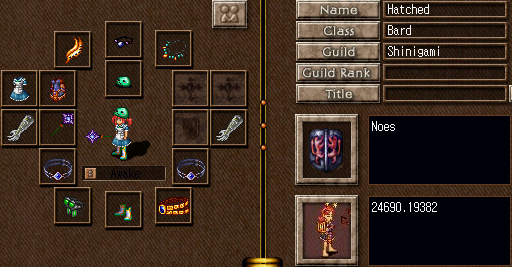 Name Hatched
Class Bard
Guild Shinigami
Guild Rank
Title
Noes
Awake
24690.19382